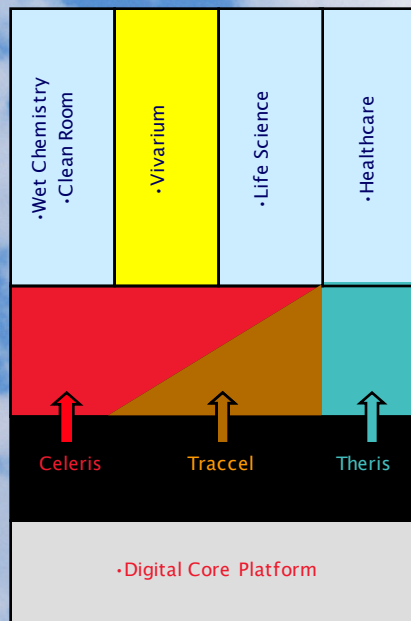 •Wet Chemistry
•Clean Room
•Vivarium
•Life Science
•Healthcare
Celeris
Traccel
Theris
•Digital Core Platform